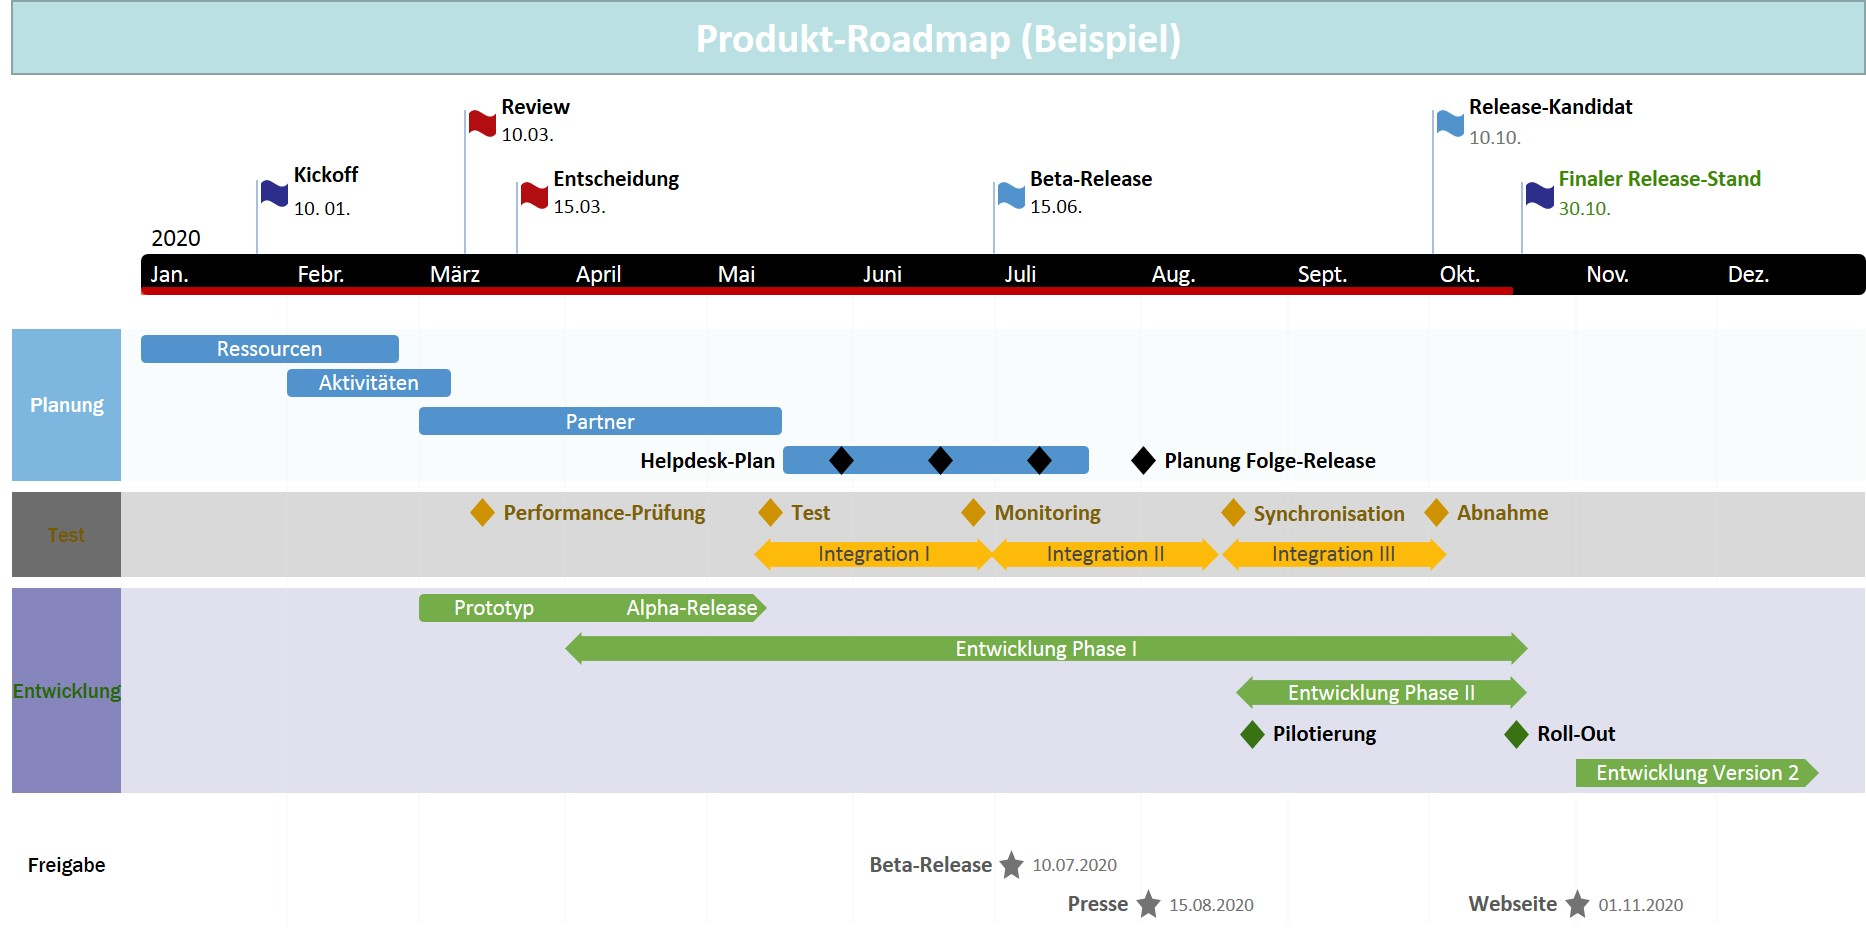 Produkt-Roadmap (Beispiel)
Review
10.03.
Release-Kandidat
10.10.
Kickoff
10. 01.
Entscheidung
15.03.
Beta-Release
15.06.
Finaler Release-Stand
30.10.
2020
Jan. Febr. März April Mai Juni Juli Aug. Sept. Okt. Nov. Dez.
Planung
Ressourcen
Aktivitäten
Partner
Helpdesk-Plan Planung Folge-Release
Test
Performance-Prüfung Test Monitoring Synchronisation Abnahme
Integration I Integration II Integration III
Entwicklung
Prototyp Alpha-Release
Entwicklung Phase I
Entwicklung Phase II
Pilotierung Roll-Out
Entwicklung Version 2
Freigabe
Beta-Release 10.07.2020
Presse 15.08.2020
Webseite 01.11.2020